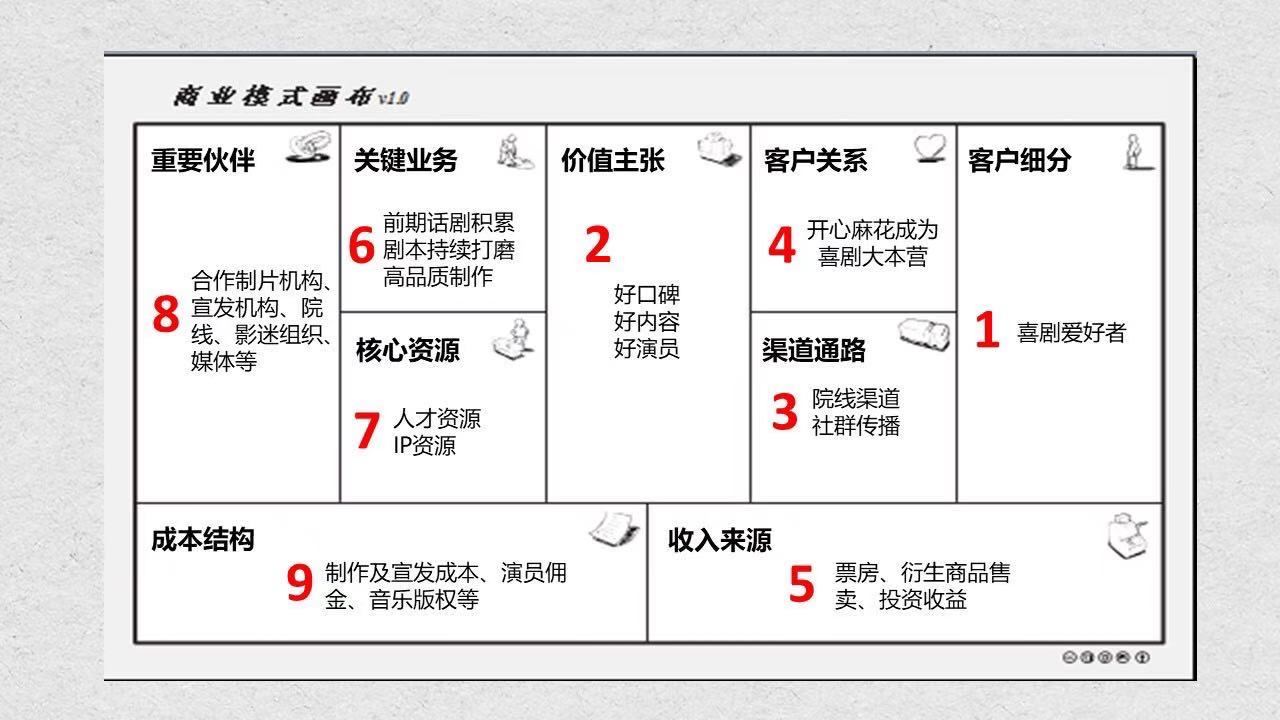 商业模式画布v1.0
重要伙伴
8
合作制片机构、
宣发机构、院
线、影迷组织、
媒体等
关键业务
6
前期话剧积累
剧本持续打磨
高品质制作
核心资源
7
人才资源
IP资源
价值主张
2
好口碑
好内容
好演员
客户关系
4
开心麻花成为
喜剧大本营
渠道通路
3
院线渠道
社群传播
客户细分
1
喜剧爱好者
成本结构
9
制作及宣发成本、演员佣
金、音乐版权等
收入来源
5
票房、衍生商品售
卖、投资收益